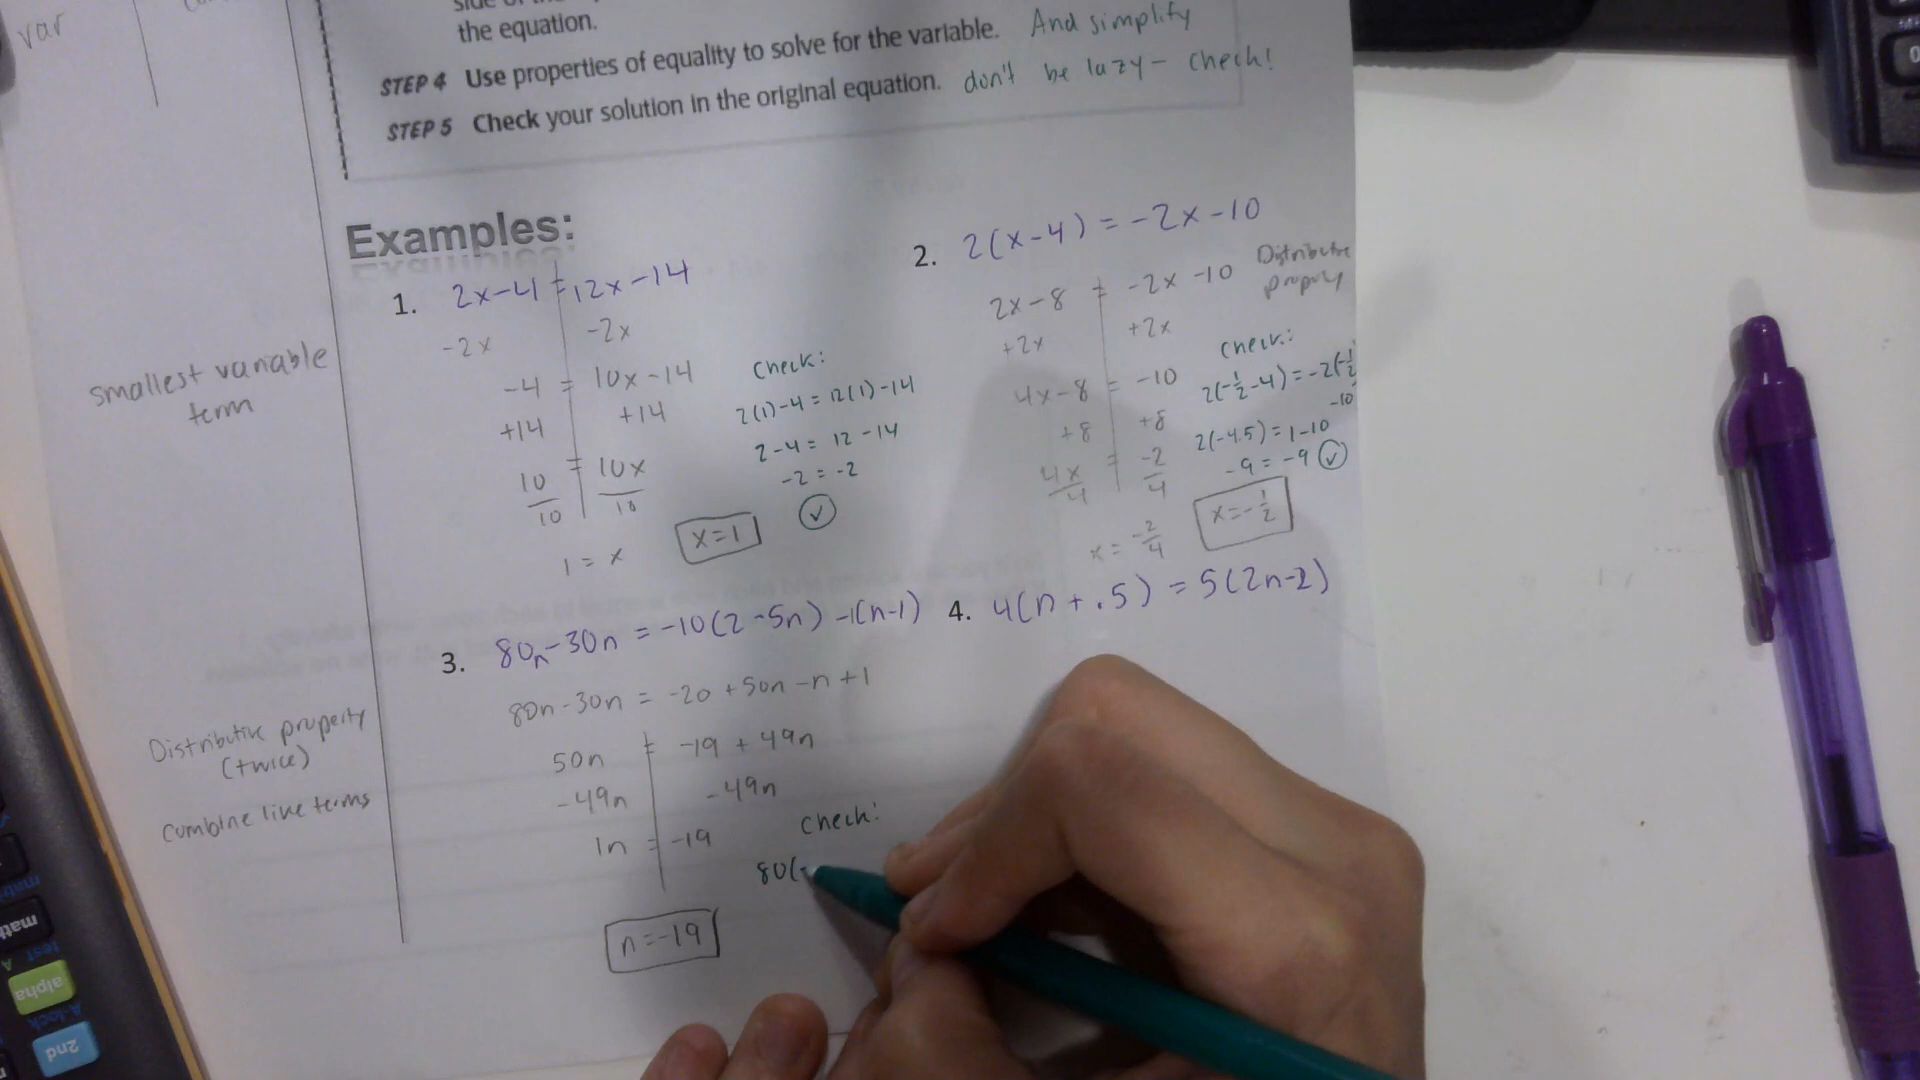 var
side of the
the equation.
STEP 4 Use properties of equality to solve for the variable. And simplify
STEP 5 Check your solution in the original equation. don't be lazy - check!
Examples:
1. 2x-4 = 12x-14
-2x -2x
-4 = 10x-14
+14 +14
10 = 10x
10 10
1 = x
x=1
smallest variable
term
check:
2(1)-4 = 12(1)-14
2-4 = 12-14
-2 = -2
2. 2(x-4) = -2x-10
2x-8 = -2x -10
Distributive
property
+2x +2x
4x-8 = -10
+8 +8
4x = -2
4 4
x = -2/4
check:
2(-1/2-4) = -2(-1/2)
-10
2(-4.5) = 1-10
-9 = -9
x=-1/2
3. 80n-30n = -10(2-5n) -1(n-1)
80n-30n = -20 +50n -n +1
50n = -19 + 49n
-49n -49n
1n = -19
n=-19
Distributive property
(twice)
combine like terms
check:
80(-
4. 4(n+.5) = 5(2n-2)
math
test A
alpha
A-lock
2nd
0